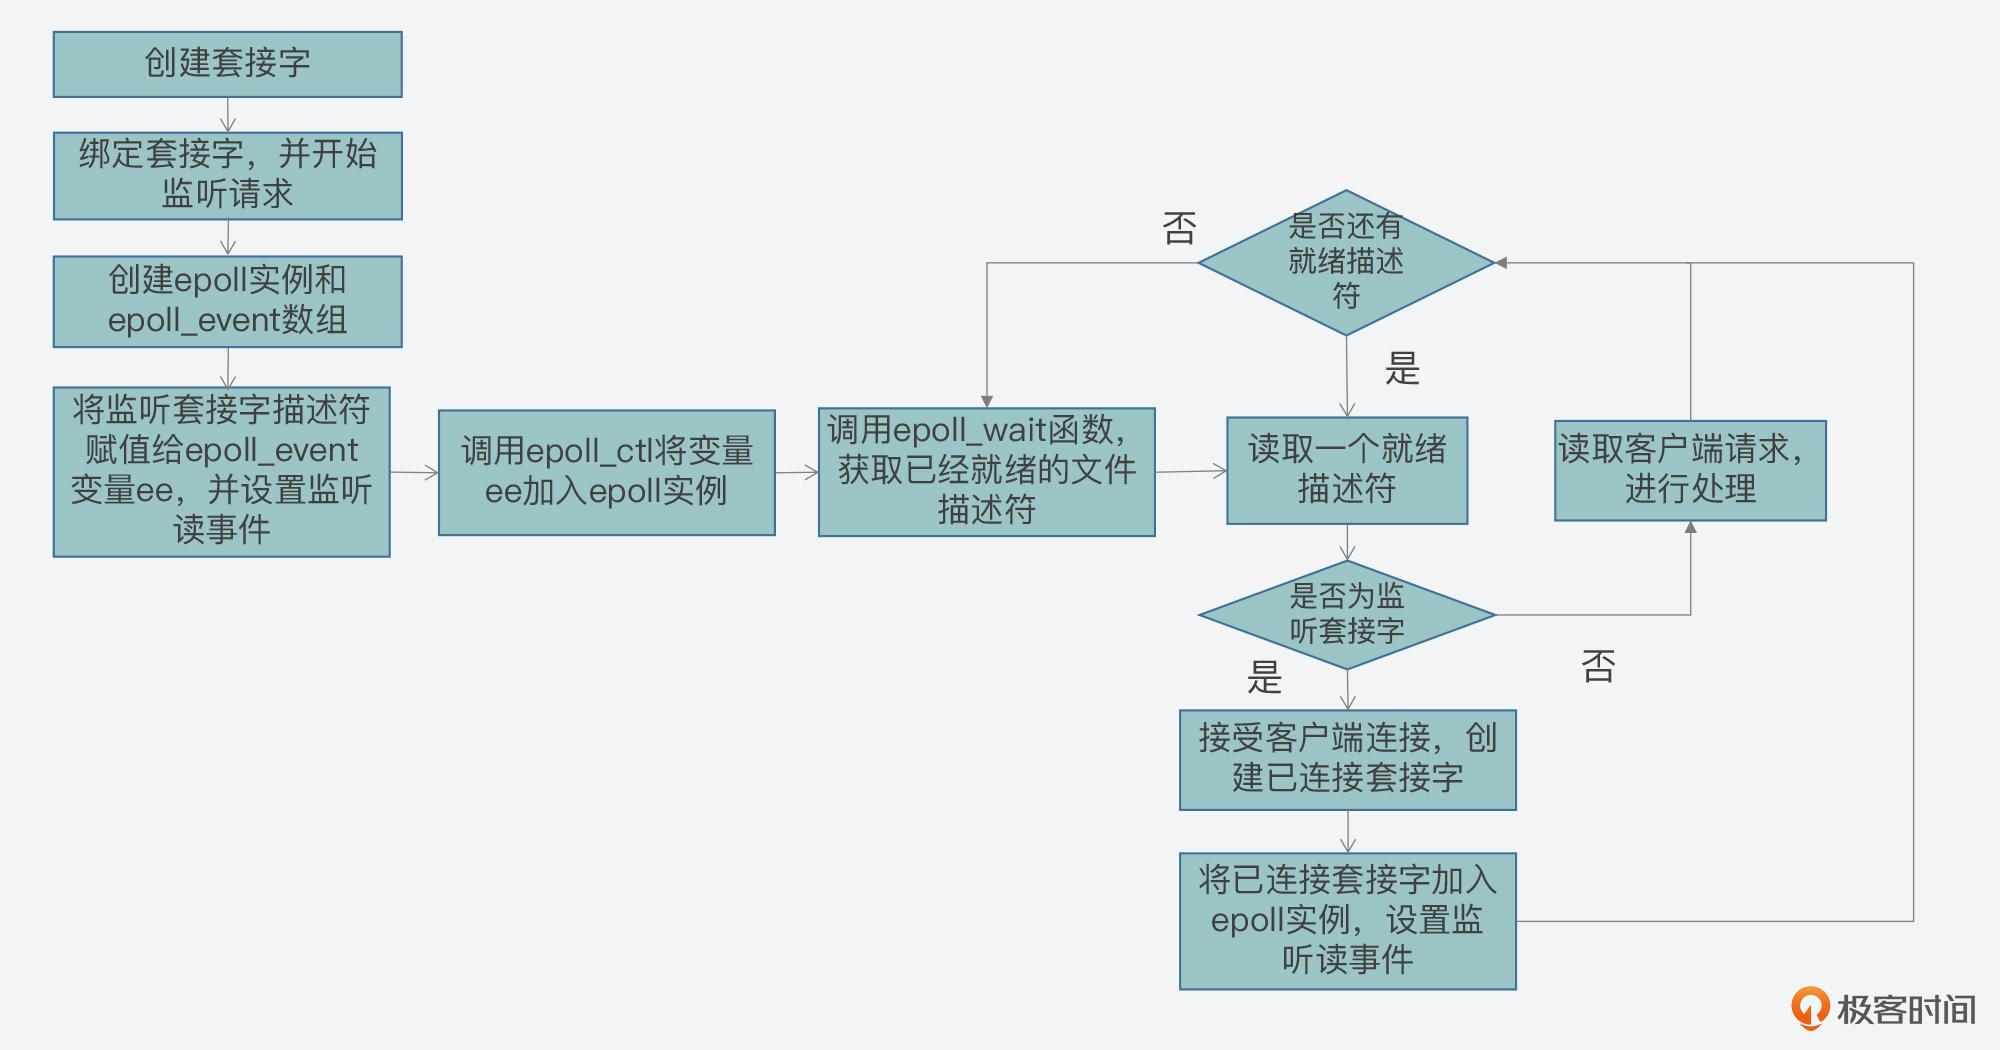 创建套接字
绑定套接字，并开始
监听请求
创建epoll实例和
epoll_event数组
将监听套接字描述符
赋值给epoll_event
变量ee，并设置监听
读事件
调用epoll_ctl将变量
ee加入epoll实例
调用epoll_wait函数，
获取已经就绪的文件
描述符
否
是否还有
就绪描述
符
是
读取一个就绪
描述符
读取客户端请求，
进行处理
是否为监
听套接字
否
是
接受客户端连接，创
建已连接套接字
将已连接套接字加入
epoll实例，设置监
听读事件
极客时间